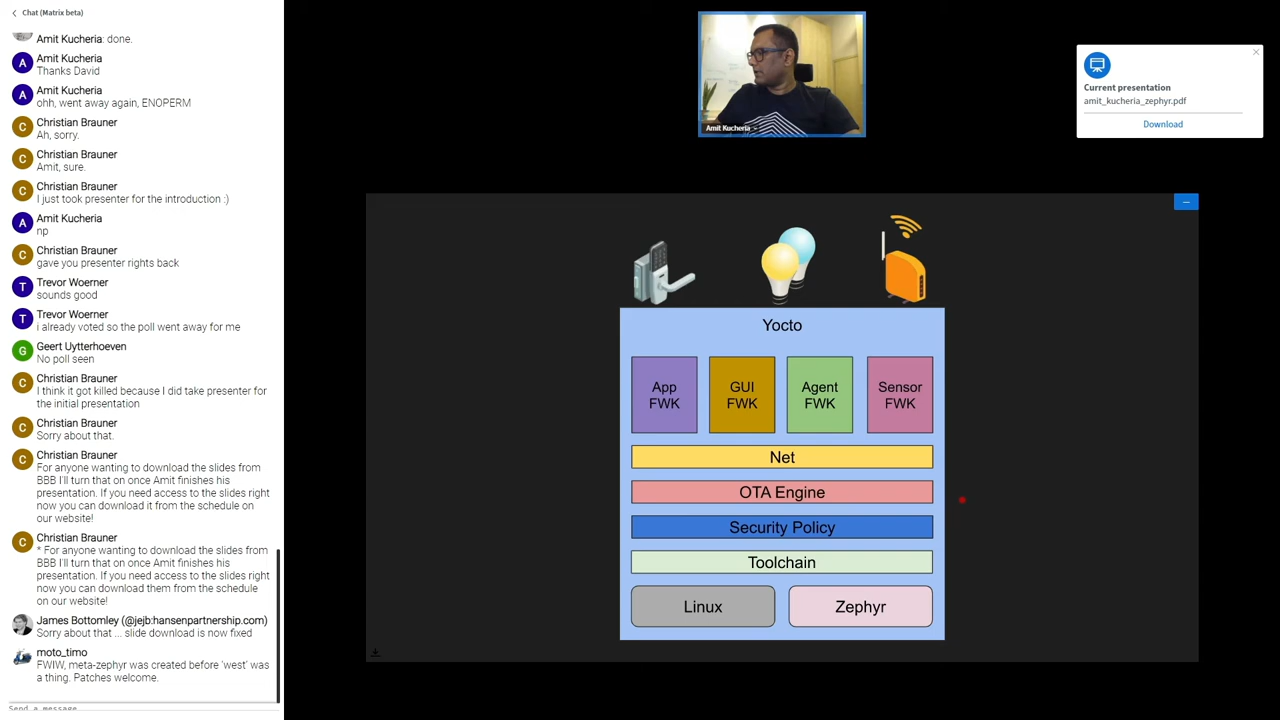 Chat (Matrix beta)
Amit Kucheria: done.
A
Amit Kucheria
Thanks David
A
Amit Kucheria
ohh, went away again, ENOPERM
C
Christian Brauner
Ah, sorry.
C
Christian Brauner
Amit, sure.
C
Christian Brauner
I just took presenter for the introduction :)
A
Amit Kucheria
np
C
Christian Brauner
gave you presenter rights back
T
Trevor Woerner
sounds good
T
Trevor Woerner
i already voted so the poll went away for me
G
Geert Uytterhoeven
No poll seen
C
Christian Brauner
I think it got killed because I did take presenter for
the initial presentation
C
Christian Brauner
Sorry about that.
C
Christian Brauner
For anyone wanting to download the slides from
BBB I'll turn that on once Amit finishes his
presentation. If you need access to the slides right
now you can download it from the schedule on
our website!
C
Christian Brauner
* For anyone wanting to download the slides from
BBB I'll turn that on once Amit finishes his
presentation. If you need access to the slides right
now you can download them from the schedule on
our website!
James Bottomley (@jejb:hansenpartnership.com)
Sorry about that ... slide download is now fixed
moto_timo
FWIW, meta-zephyr was created before 'west' was
a thing. Patches welcome.
Send a message
Amit Kucheria
Current presentation
amit_kucheria_zephyr.pdf
Download
Yocto
App
FWK
GUI
FWK
Agent
FWK
Sensor
FWK
Net
OTA Engine
Security Policy
Toolchain
Linux
Zephyr